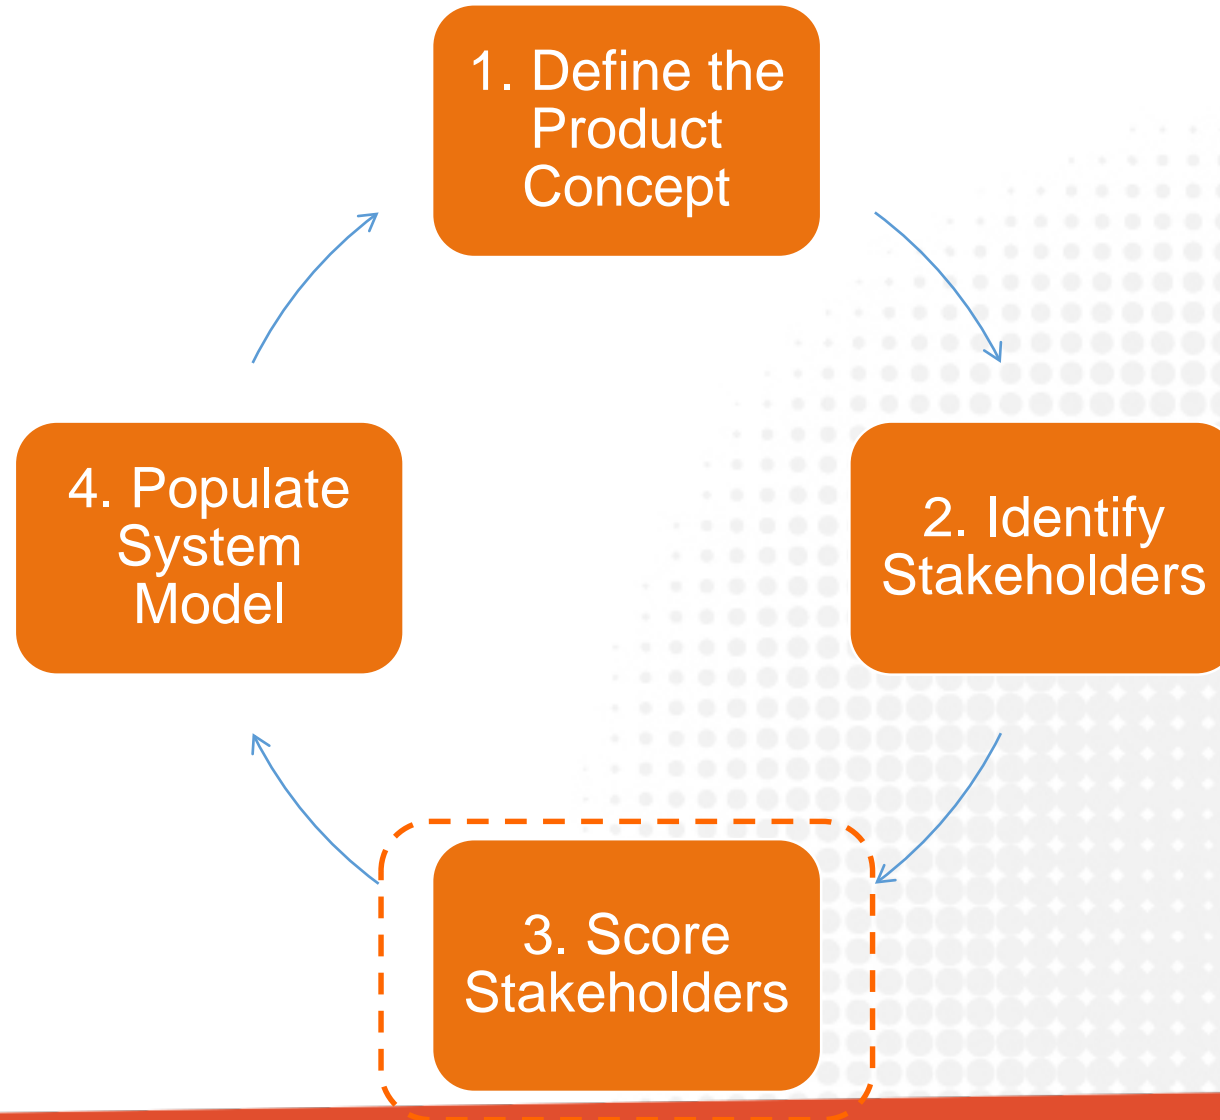 1. Define the
Product
Concept
2. Identify
Stakeholders
3. Score
Stakeholders
4. Populate
System
Model